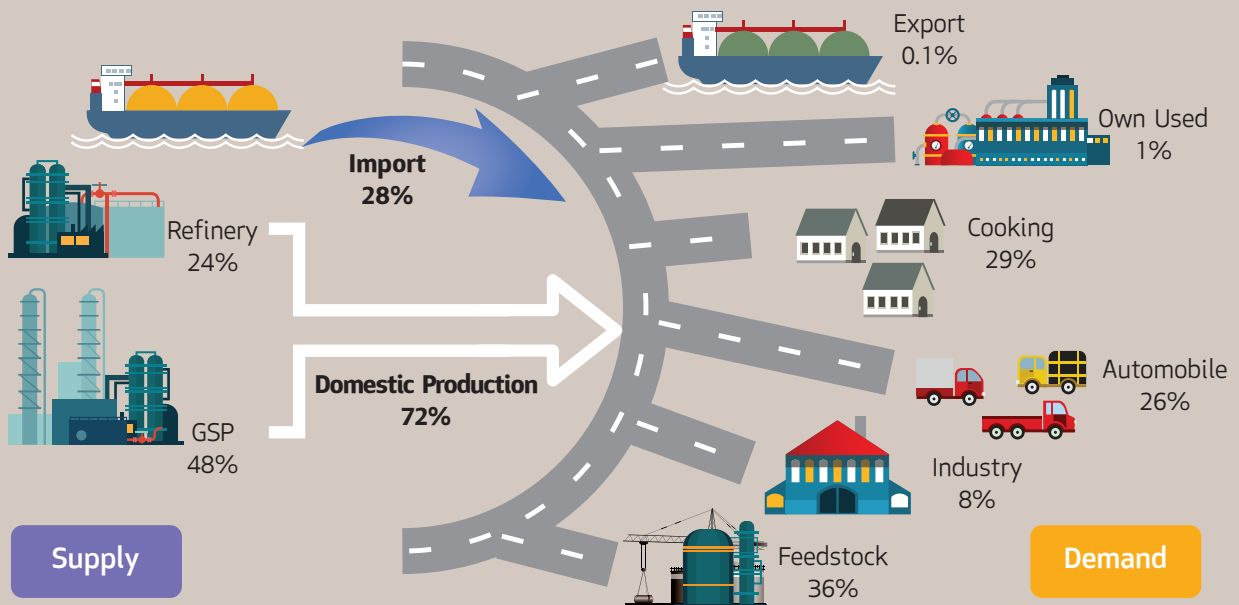 Export
0.1%
Own Used
1%
Import
28%
Refinery
24%
Cooking
29%
Domestic Production
72%
Automobile
26%
GSP
48%
Industry
8%
Feedstock
36%
Supply
Demand